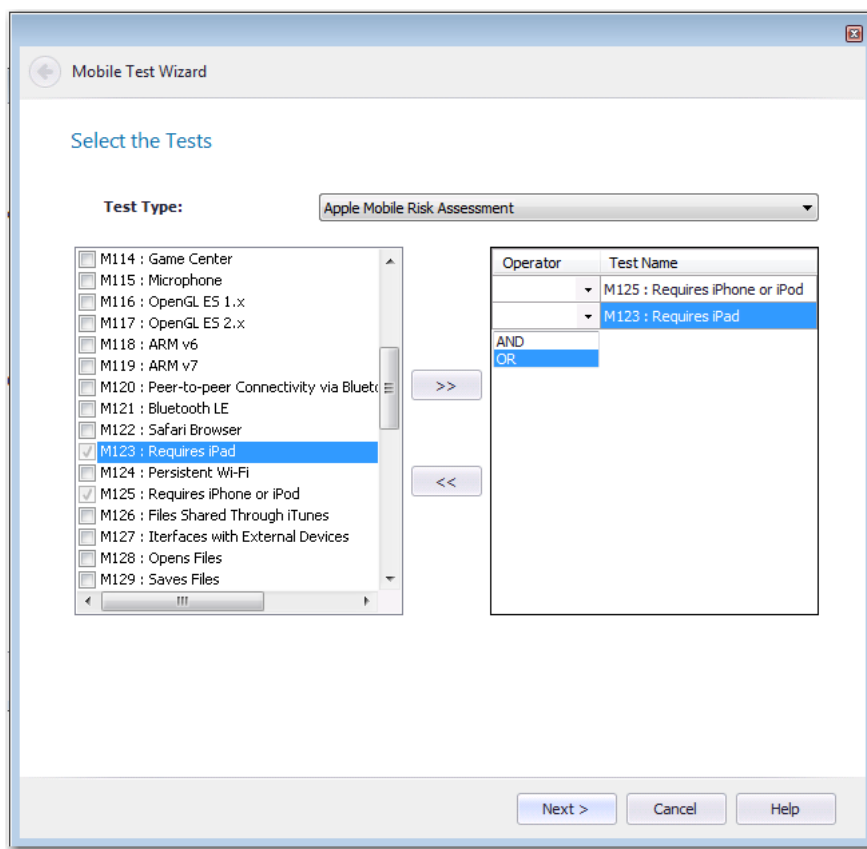 Mobile Test Wizard
Select the Tests
Test Type:
Apple Mobile Risk Assessment
M114 : Game Center
M115 : Microphone
M116 : OpenGL ES 1.x
M117 : OpenGL ES 2.x
M118 : ARM v6
M119 : ARM v7
M120 : Peer-to-peer Connectivity via
M121 : Bluetooth LE
M122 : Safari Browser
M123 : Requires iPad
M124 : Persistent Wi-Fi
M125 : Requires iPhone or iPod
M126 : Files Shared Through iTunes
M127 : Iterfaces with External Devices
M128 : Opens Files
M129 : Saves Files
>>
<<
Operator Test Name
M125 : Requires iPhone or iPod
M123 : Requires iPad
AND
OR
Next >
Cancel
Help